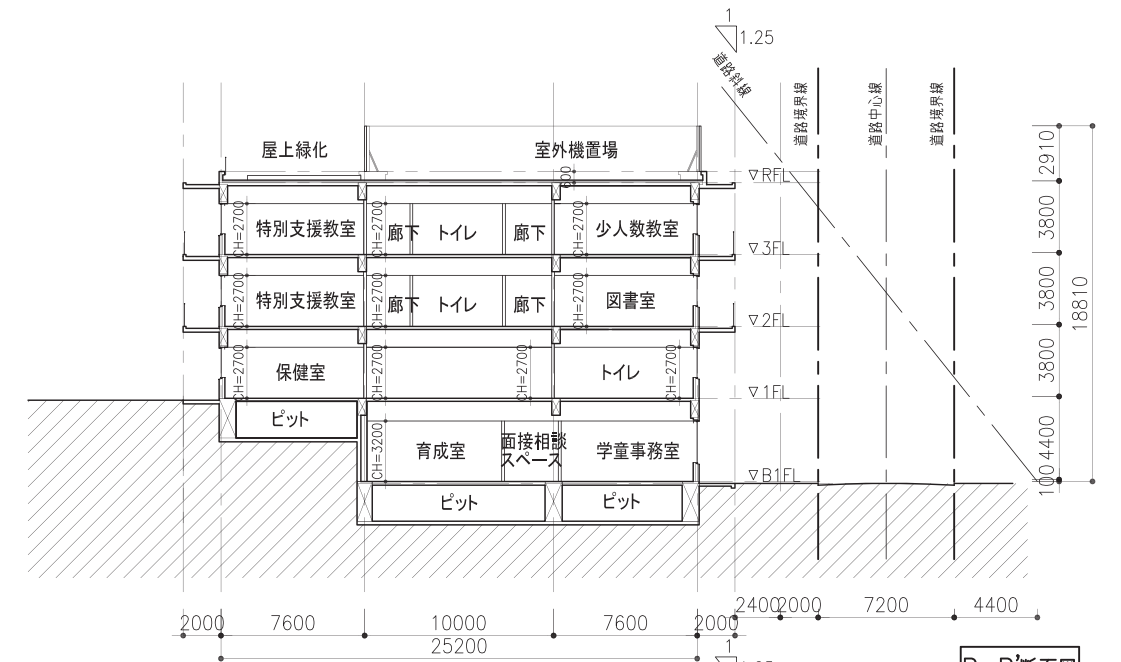 1
1.25
道路斜線
道路境界線
道路中心線
道路境界線
屋上緑化
室外機置場
600
▽RFL
2910
特別支援教室
CH=2700
CH=2700
廊下
トイレ
廊下
CH=2700
少人数教室
▽3FL
3800
特別支援教室
CH=2700
CH=2700
廊下
トイレ
廊下
CH=2700
図書室
▽2FL
3800
18810
保健室
CH=2700
CH=2700
CH=2700
トイレ
CH=2700
▽1FL
3800
ピット
CH=3200
育成室
面接相談
スペース
学童事務室
▽B1FL
4400
100
ピット
ピット
2000
7600
10000
7600
2000
2400
2000
7200
4400
25200
1